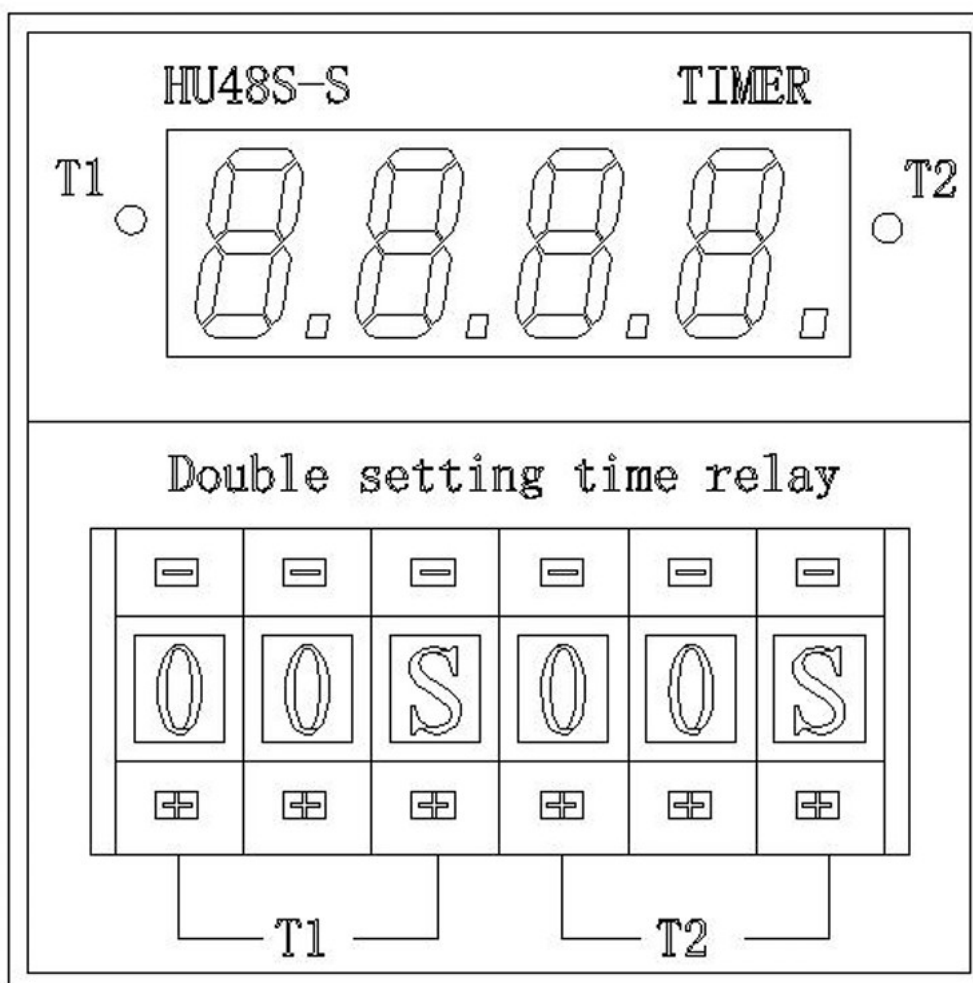 HU48S-S TIMER
T1 T2
8.8.8.8.
Double setting time relay
- - - - - -
0 0 S 0 0 S
+ + + + + +
T1 T2